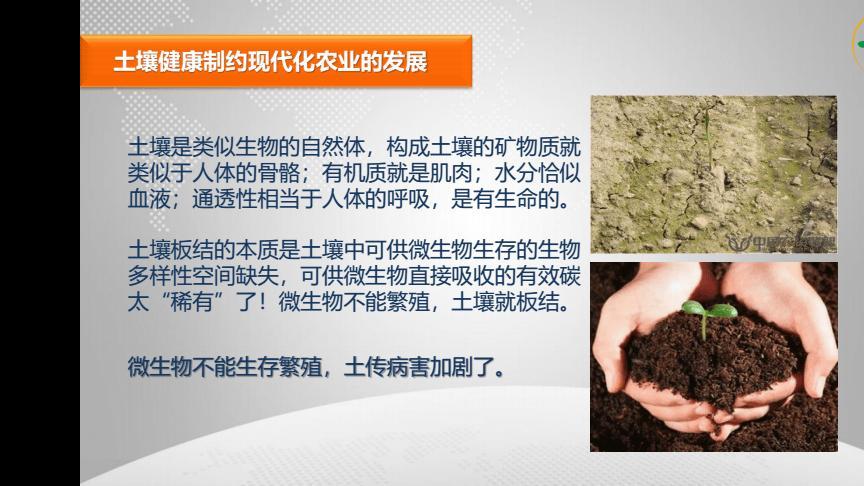 土壤健康制约现代化农业的发展
土壤是类似生物的自然体，构成土壤的矿物质就
类似于人体的骨骼；有机质就是肌肉；水分恰似
血液；通透性相当于人体的呼吸，是有生命的。
土壤板结的本质是土壤中可供微生物生存的生物
多样性空间缺失，可供微生物直接吸收的有效碳
太“稀有”了！微生物不能繁殖，土壤就板结。
微生物不能生存繁殖，土传病害加剧了。